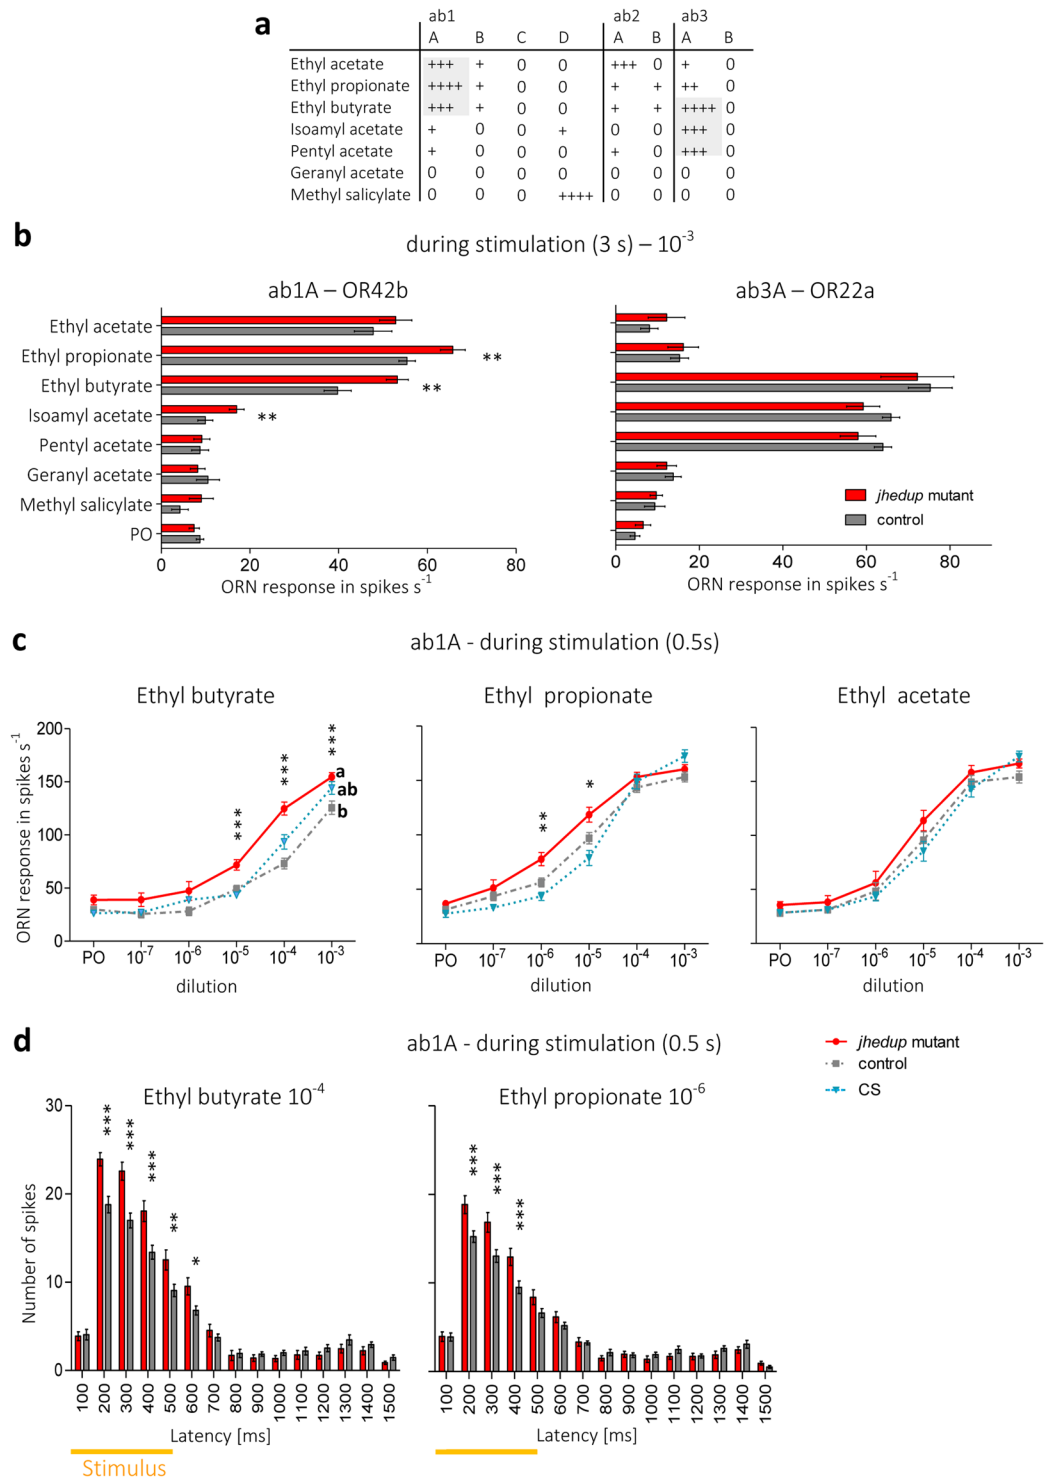 a
ab1 ab2 ab3
A B C D A B A B
Ethyl acetate +++ + 0 0 +++ 0 + 0
Ethyl propionate ++++ + 0 0 + + ++ 0
Ethyl butyrate +++ + 0 0 + + ++++ 0
Isoamyl acetate + 0 0 + 0 0 +++ 0
Pentyl acetate + 0 0 0 + 0 +++ 0
Geranyl acetate 0 0 0 0 0 0 0 0
Methyl salicylate 0 0 0 ++++ 0 0 0 0
b
during stimulation (3 s) – 10⁻³
ab1A – OR42b
Ethyl acetate
Ethyl propionate **
Ethyl butyrate **
Isoamyl acetate **
Pentyl acetate
Geranyl acetate
Methyl salicylate
PO
0 20 40 60 80
ORN response in spikes s⁻¹
ab3A – OR22a
jhedup mutant
control
0 20 40 60 80
ORN response in spikes s⁻¹
c
ab1A - during stimulation (0.5s)
Ethyl butyrate
ORN response in spikes s⁻¹
200
150
100
50
0
***
***
***
a
ab
b
PO 10⁻⁷ 10⁻⁶ 10⁻⁵ 10⁻⁴ 10⁻³
dilution
Ethyl propionate
**
*
PO 10⁻⁷ 10⁻⁶ 10⁻⁵ 10⁻⁴ 10⁻³
dilution
Ethyl acetate
PO 10⁻⁷ 10⁻⁶ 10⁻⁵ 10⁻⁴ 10⁻³
dilution
d
ab1A - during stimulation (0.5 s)
jhedup mutant
control
CS
Ethyl butyrate 10⁻⁴
Number of spikes
30
20
10
0
***
***
***
**
*
100 200 300 400 500 600 700 800 900 1000 1100 1200 1300 1400 1500
Latency [ms]
Stimulus
Ethyl propionate 10⁻⁶
***
***
***
100 200 300 400 500 600 700 800 900 1000 1100 1200 1300 1400 1500
Latency [ms]